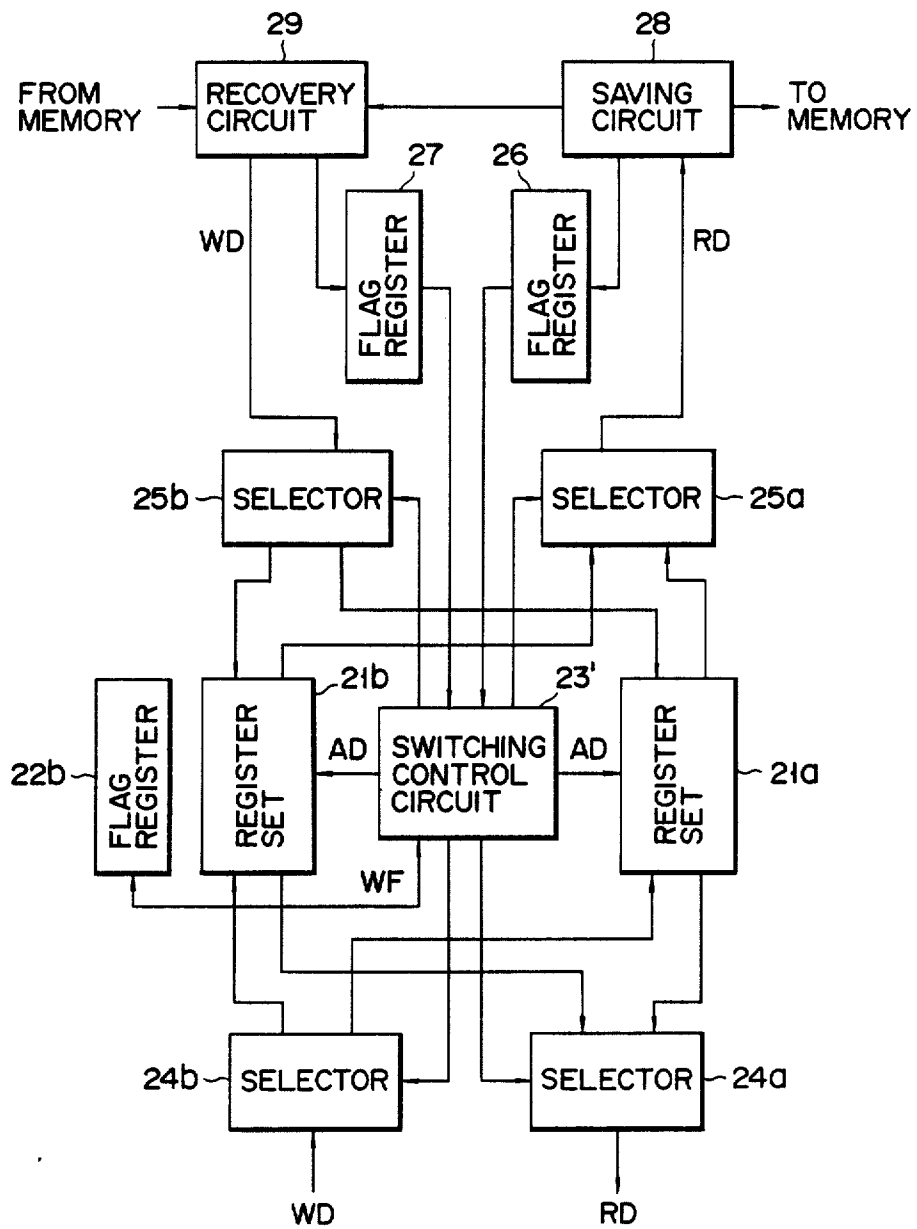 29
28
FROM
MEMORY
RECOVERY
CIRCUIT
SAVING
CIRCUIT
TO
MEMORY
27
26
WD
FLAG
REGISTER
FLAG
REGISTER
RD
25b
SELECTOR
SELECTOR
25a
21b
23'
22b
FLAG
REGISTER
REGISTER
SET
AD
SWITCHING
CONTROL
CIRCUIT
AD
REGISTER
SET
21a
WF
24b
SELECTOR
SELECTOR
24a
WD
RD